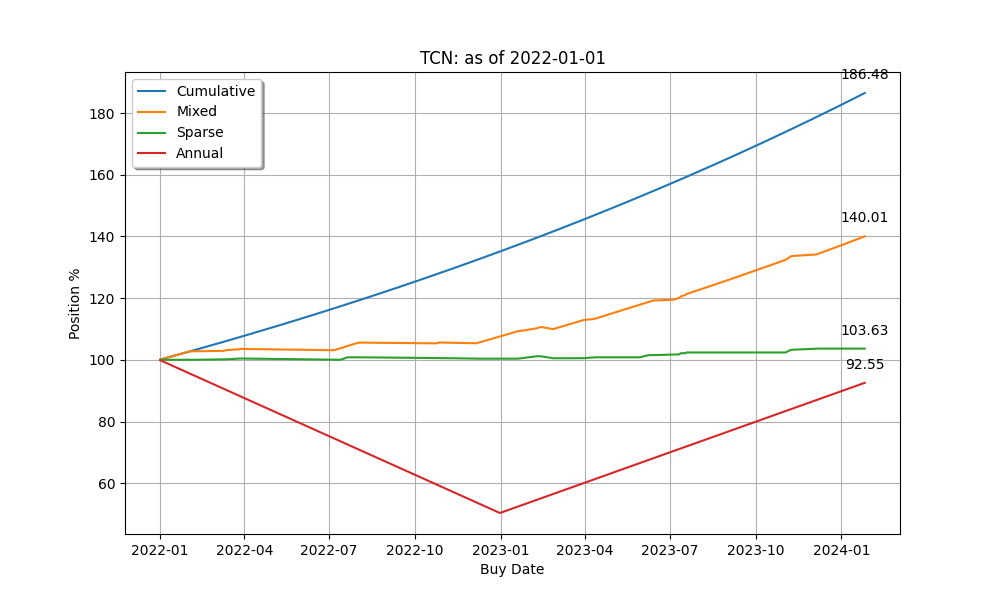 TCN: as of 2022-01-01
186.48
Cumulative
Mixed
Sparse
Annual
180
160
140
120
100
80
60
140.01
103.63
92.55
Position %
2022-01 2022-04 2022-07 2022-10 2023-01 2023-04 2023-07 2023-10 2024-01
Buy Date